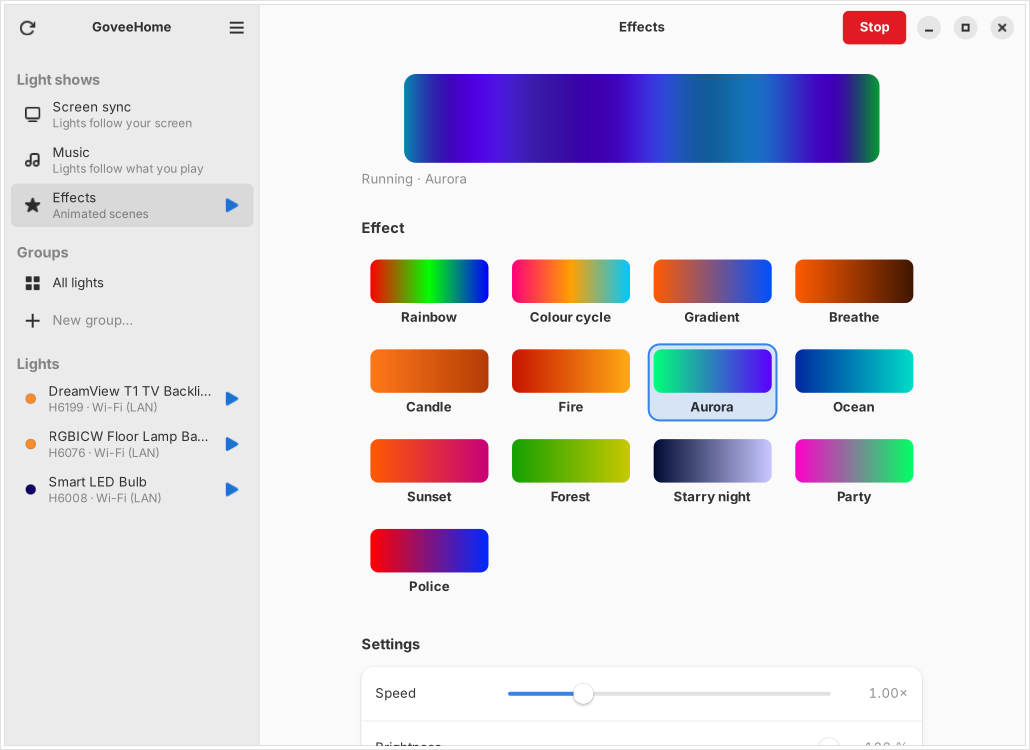 GoveeHome
Effects
Stop
Light shows
Screen sync
Lights follow your screen
Music
Lights follow what you play
Effects
Animated scenes
Groups
All lights
New group...
Lights
DreamView T1 TV Backli...
H6199 · Wi-Fi (LAN)
RGBICW Floor Lamp Ba...
H6076 · Wi-Fi (LAN)
Smart LED Bulb
H6008 · Wi-Fi (LAN)
Running · Aurora
Effect
Rainbow
Colour cycle
Gradient
Breathe
Candle
Fire
Aurora
Ocean
Sunset
Forest
Starry night
Party
Police
Settings
Speed
1.00×
Brightness
100 %